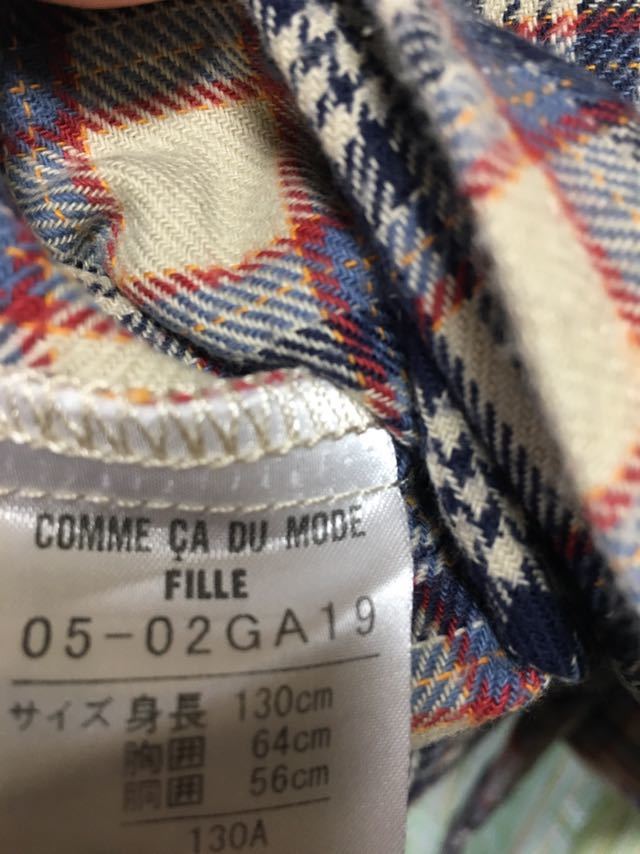 COMME ÇA DU MODE
FILLE
05-02GA19
サイズ 身長 130cm
胸囲 64cm
胴囲 56cm
130A